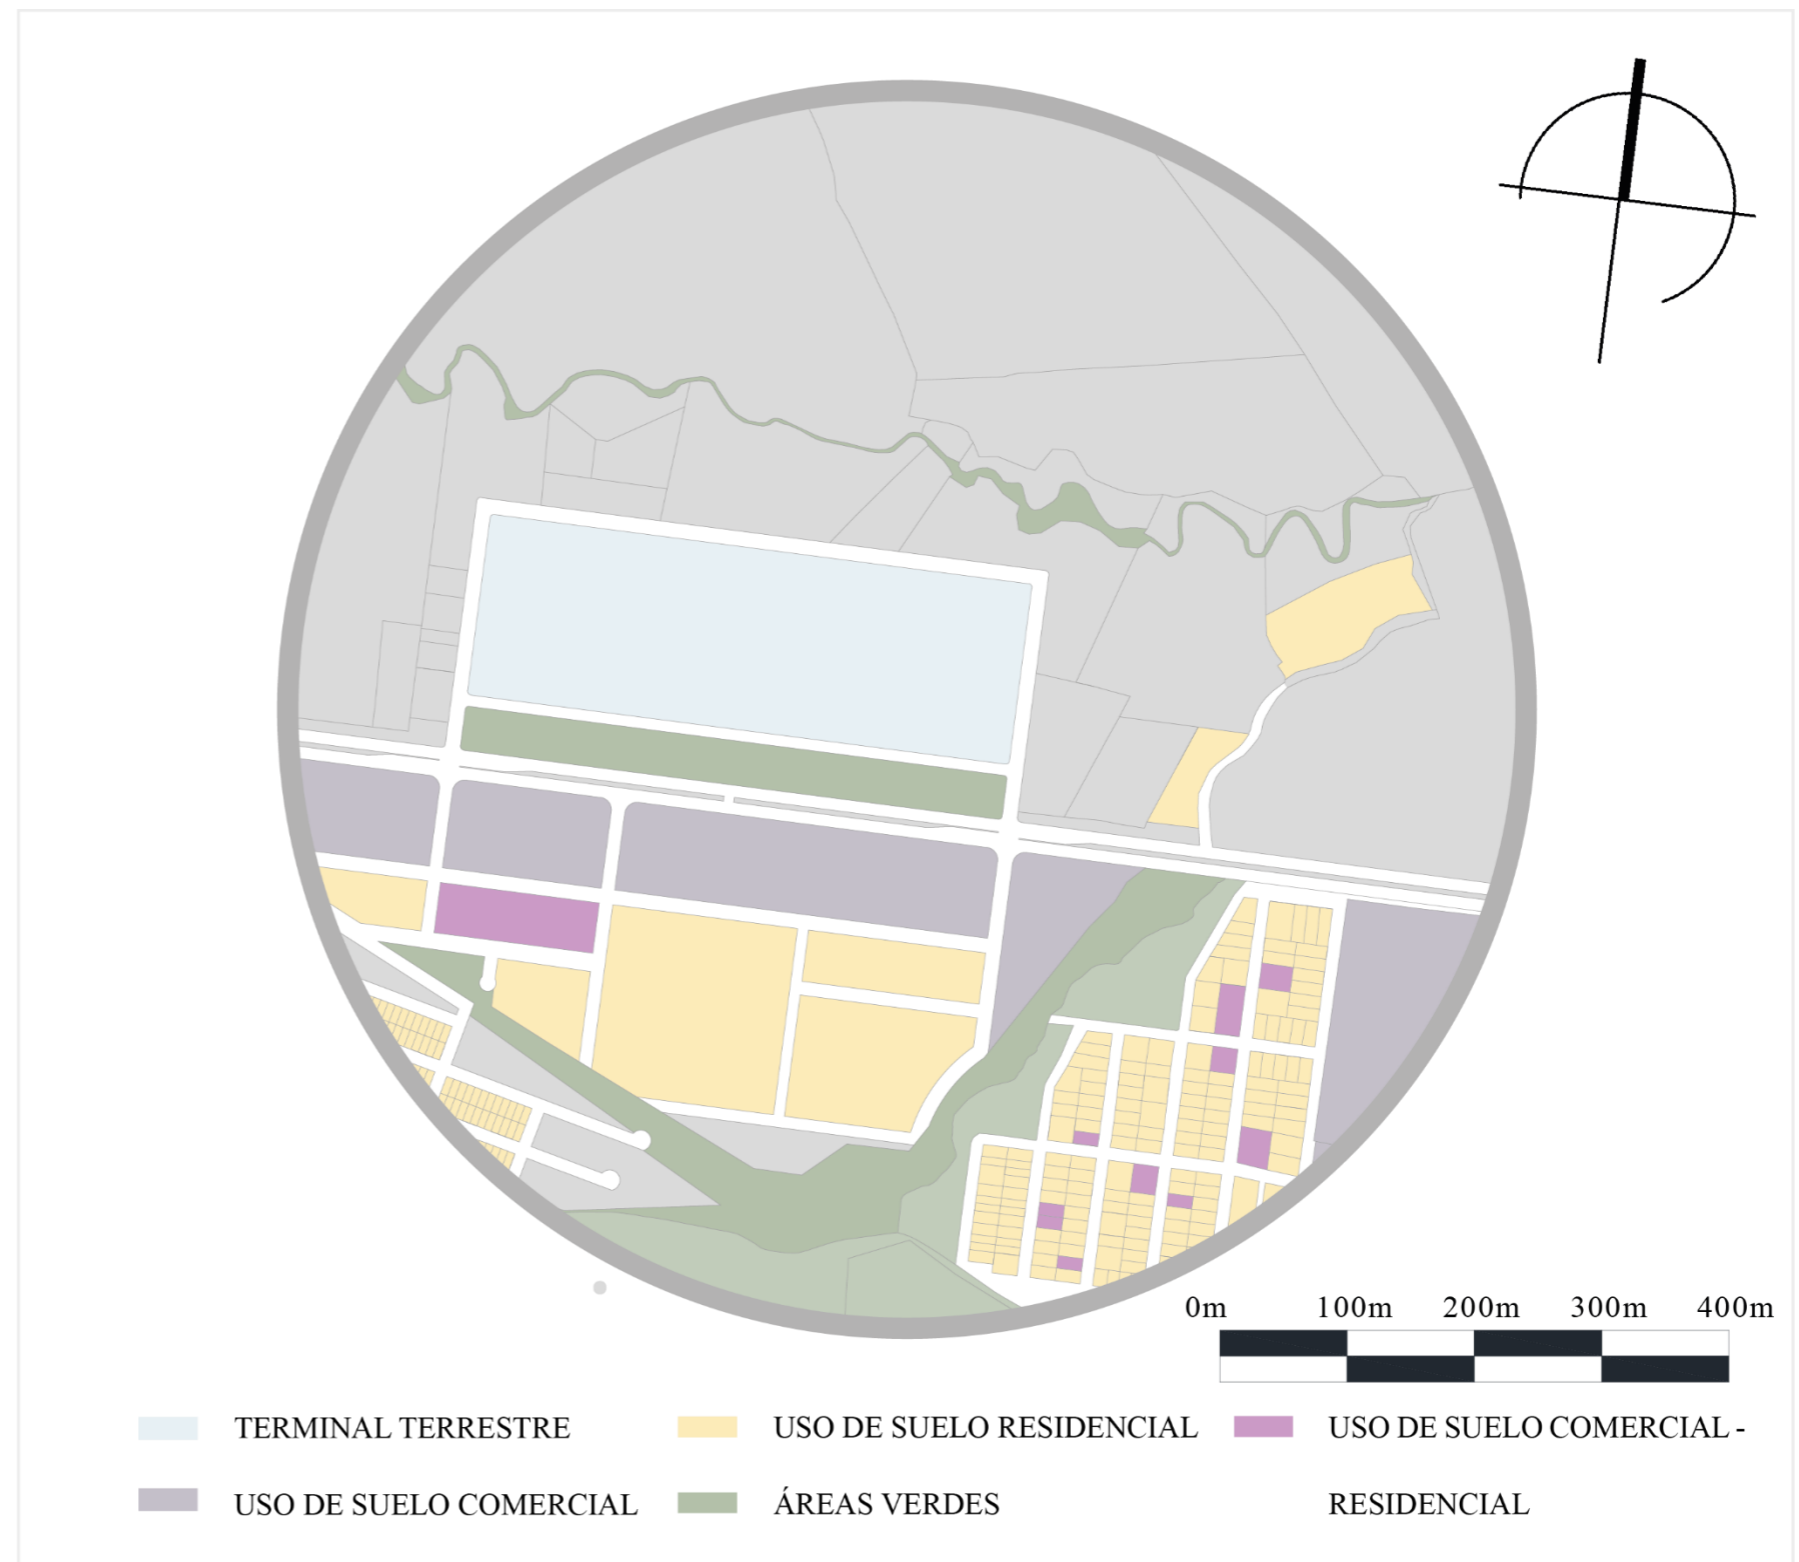 0m 100m 200m 300m 400m
TERMINAL TERRESTRE USO DE SUELO RESIDENCIAL USO DE SUELO COMERCIAL -
USO DE SUELO COMERCIAL ÁREAS VERDES RESIDENCIAL